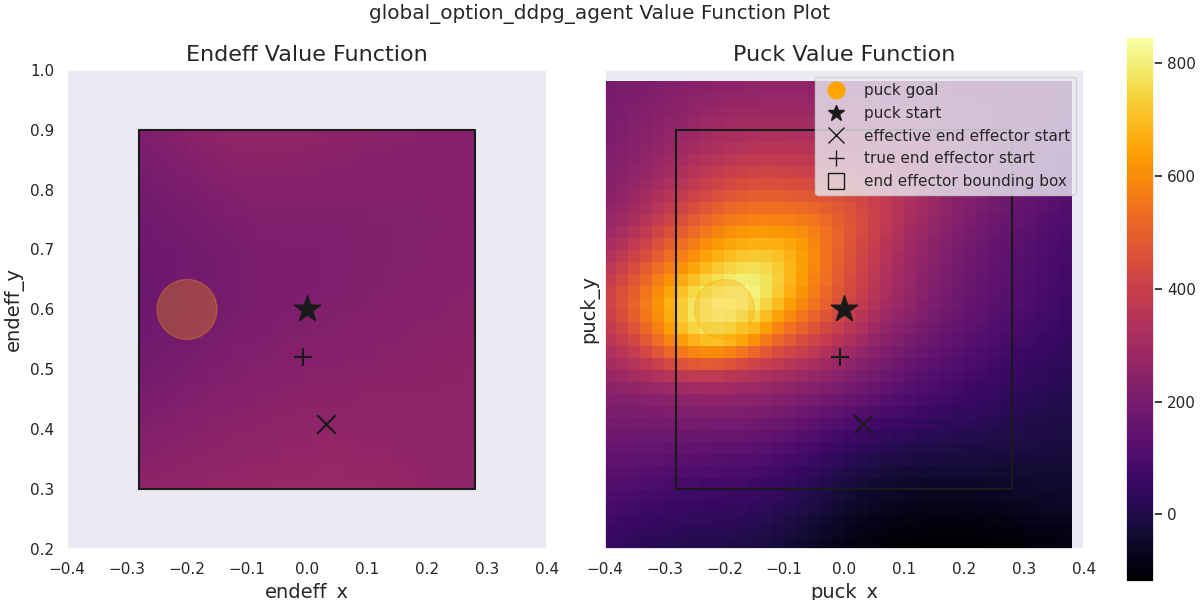 global_option_ddpg_agent Value Function Plot
Endeff Value Function
Puck Value Function
1.0
0.9
0.8
0.7
0.6
0.5
0.4
0.3
0.2
endeff_y
−0.4 −0.3 −0.2 −0.1 0.0 0.1 0.2 0.3 0.4
endeff_x
puck_y
puck goal
puck start
effective end effector start
true end effector start
end effector bounding box
−0.4 −0.3 −0.2 −0.1 0.0 0.1 0.2 0.3 0.4
puck_x
800
600
400
200
0